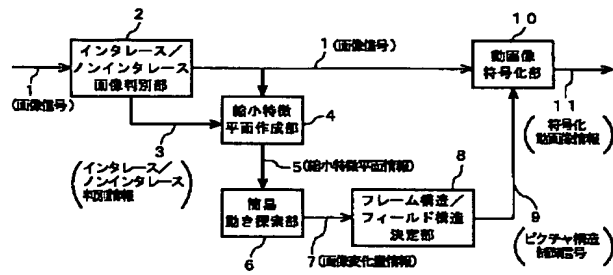 2
インタレース/
ノンインタレース
画像判別部
1
(画像信号)
1(画像信号)
10
動画像
符号化部
11
(符号化
動画像情報)
3
(インタレース/
ノンインタレース
判別情報)
縮小特徴
平面作成部
4
5(縮小特徴平面情報)
簡易
動き探索部
6
7(画像変化量情報)
8
フレーム構造/
フィールド構造
決定部
9
(ピクチャ構造
制御信号)